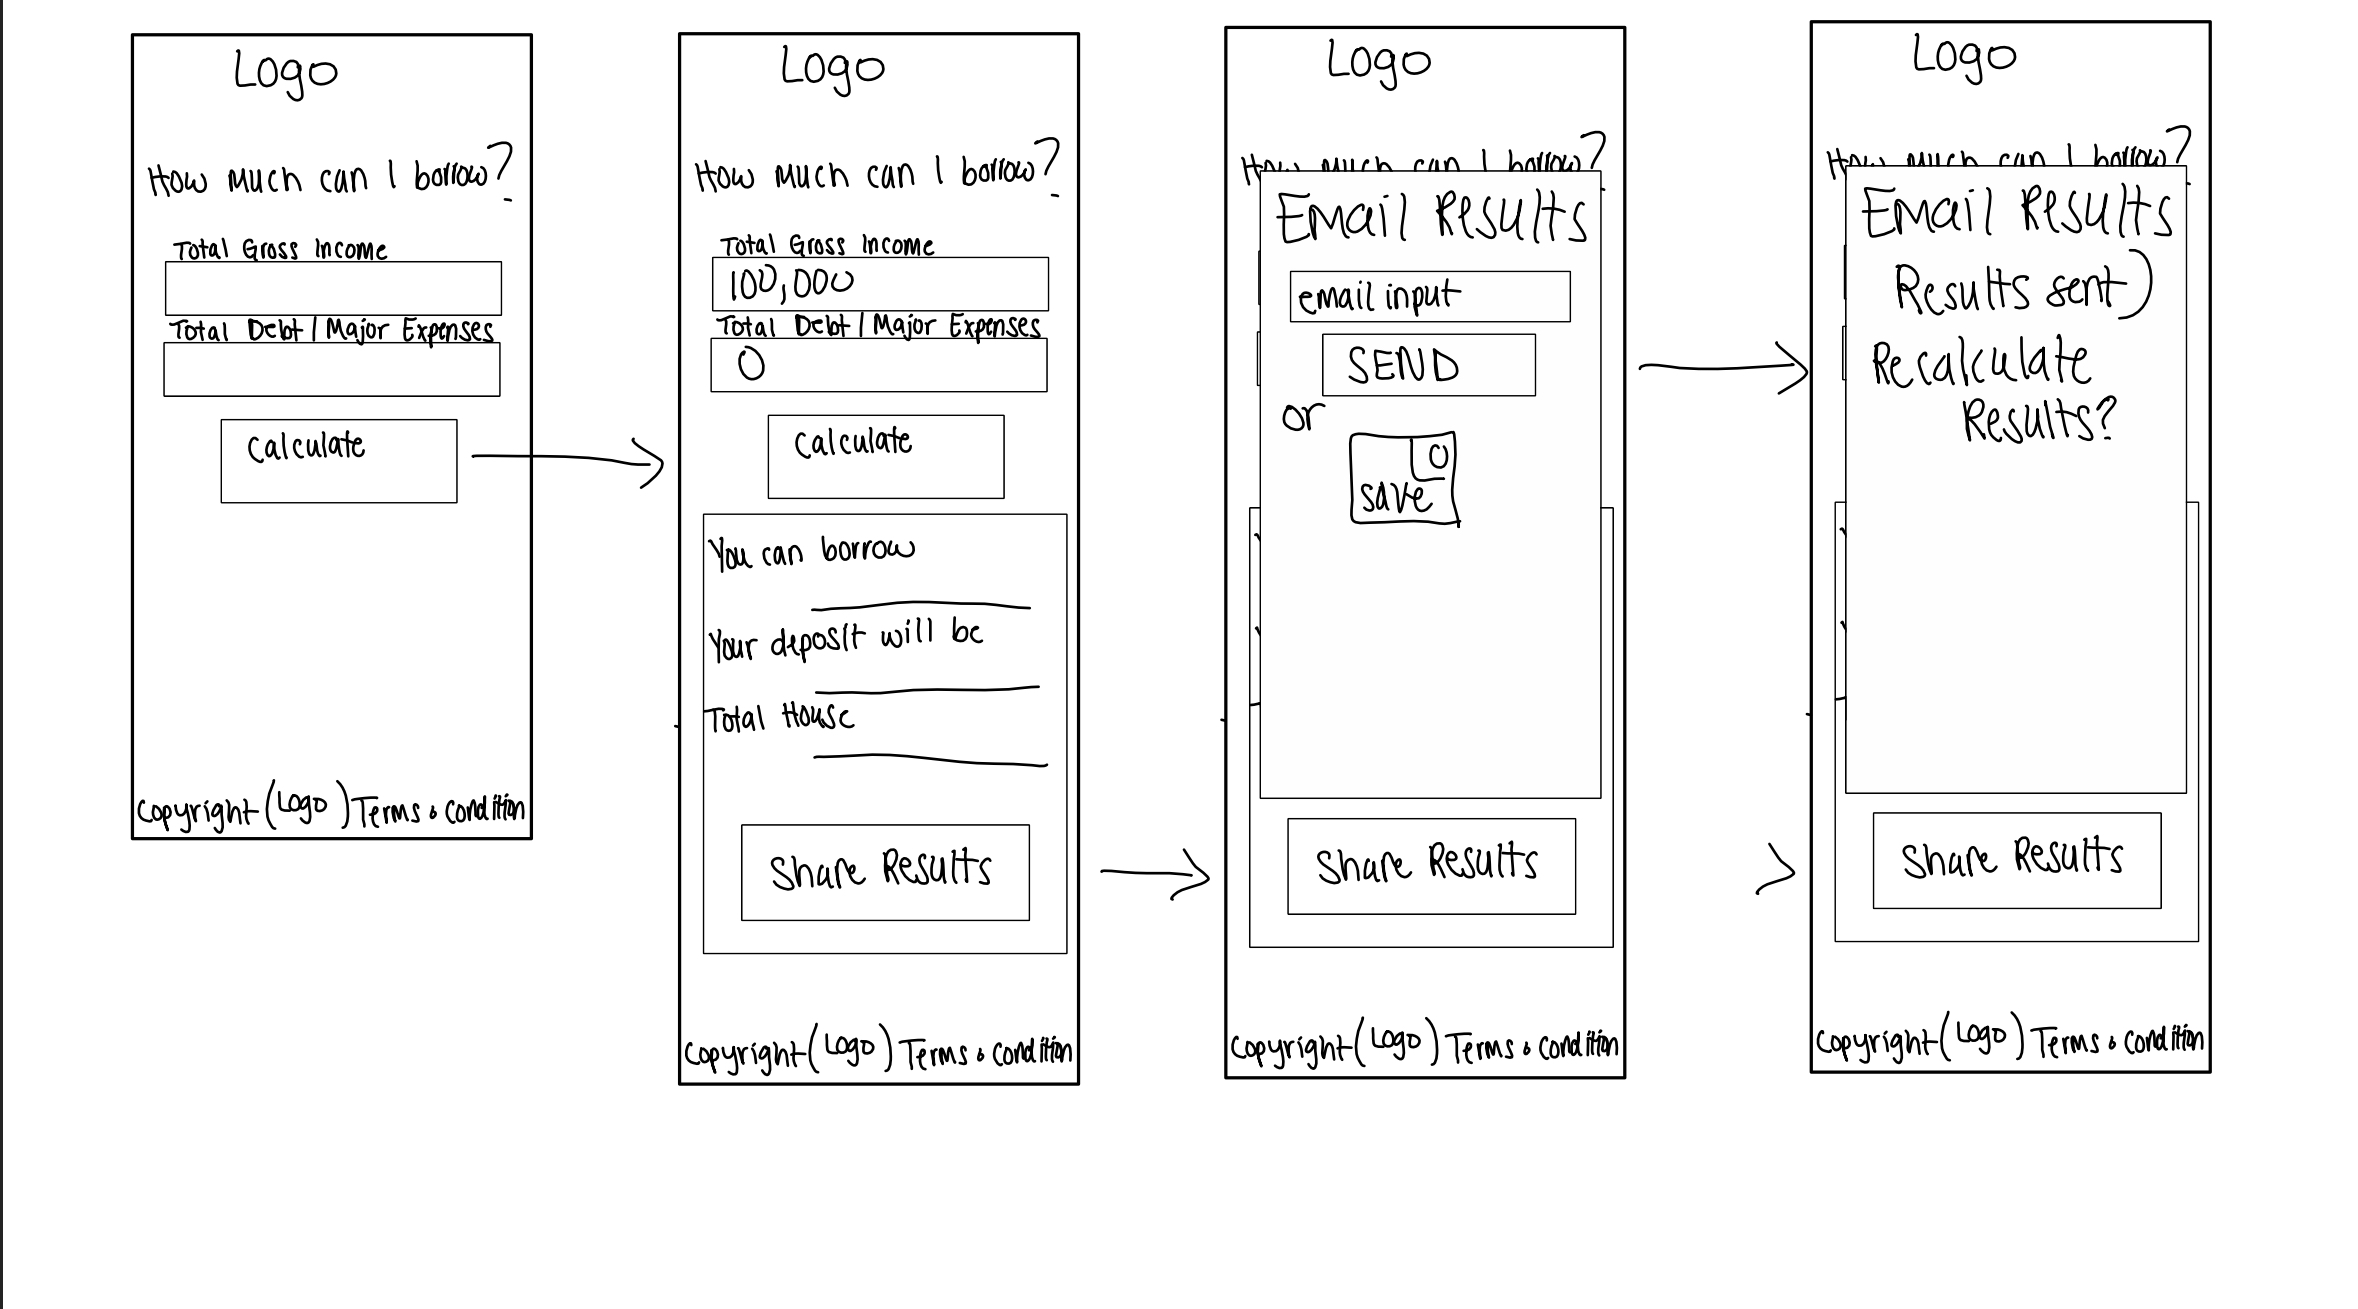 Logo
How much can I borrow?
Total Gross Income
Total Debt/Major Expenses
Calculate
Copyright (Logo) Terms & Condition
Logo
How much can I borrow?
Total Gross Income
100,000
Total Debt/Major Expenses
0
Calculate
You can borrow
Your deposit will be
Total House
Share Results
Copyright (Logo) Terms & Condition
Logo
How much can I borrow?
Email Results
email input
SEND
or
save
Share Results
Copyright (Logo) Terms & Condition
Logo
How much can I borrow?
Email Results
Results sent)
Recalculate
Results?
Share Results
Copyright (Logo) Terms & Condition